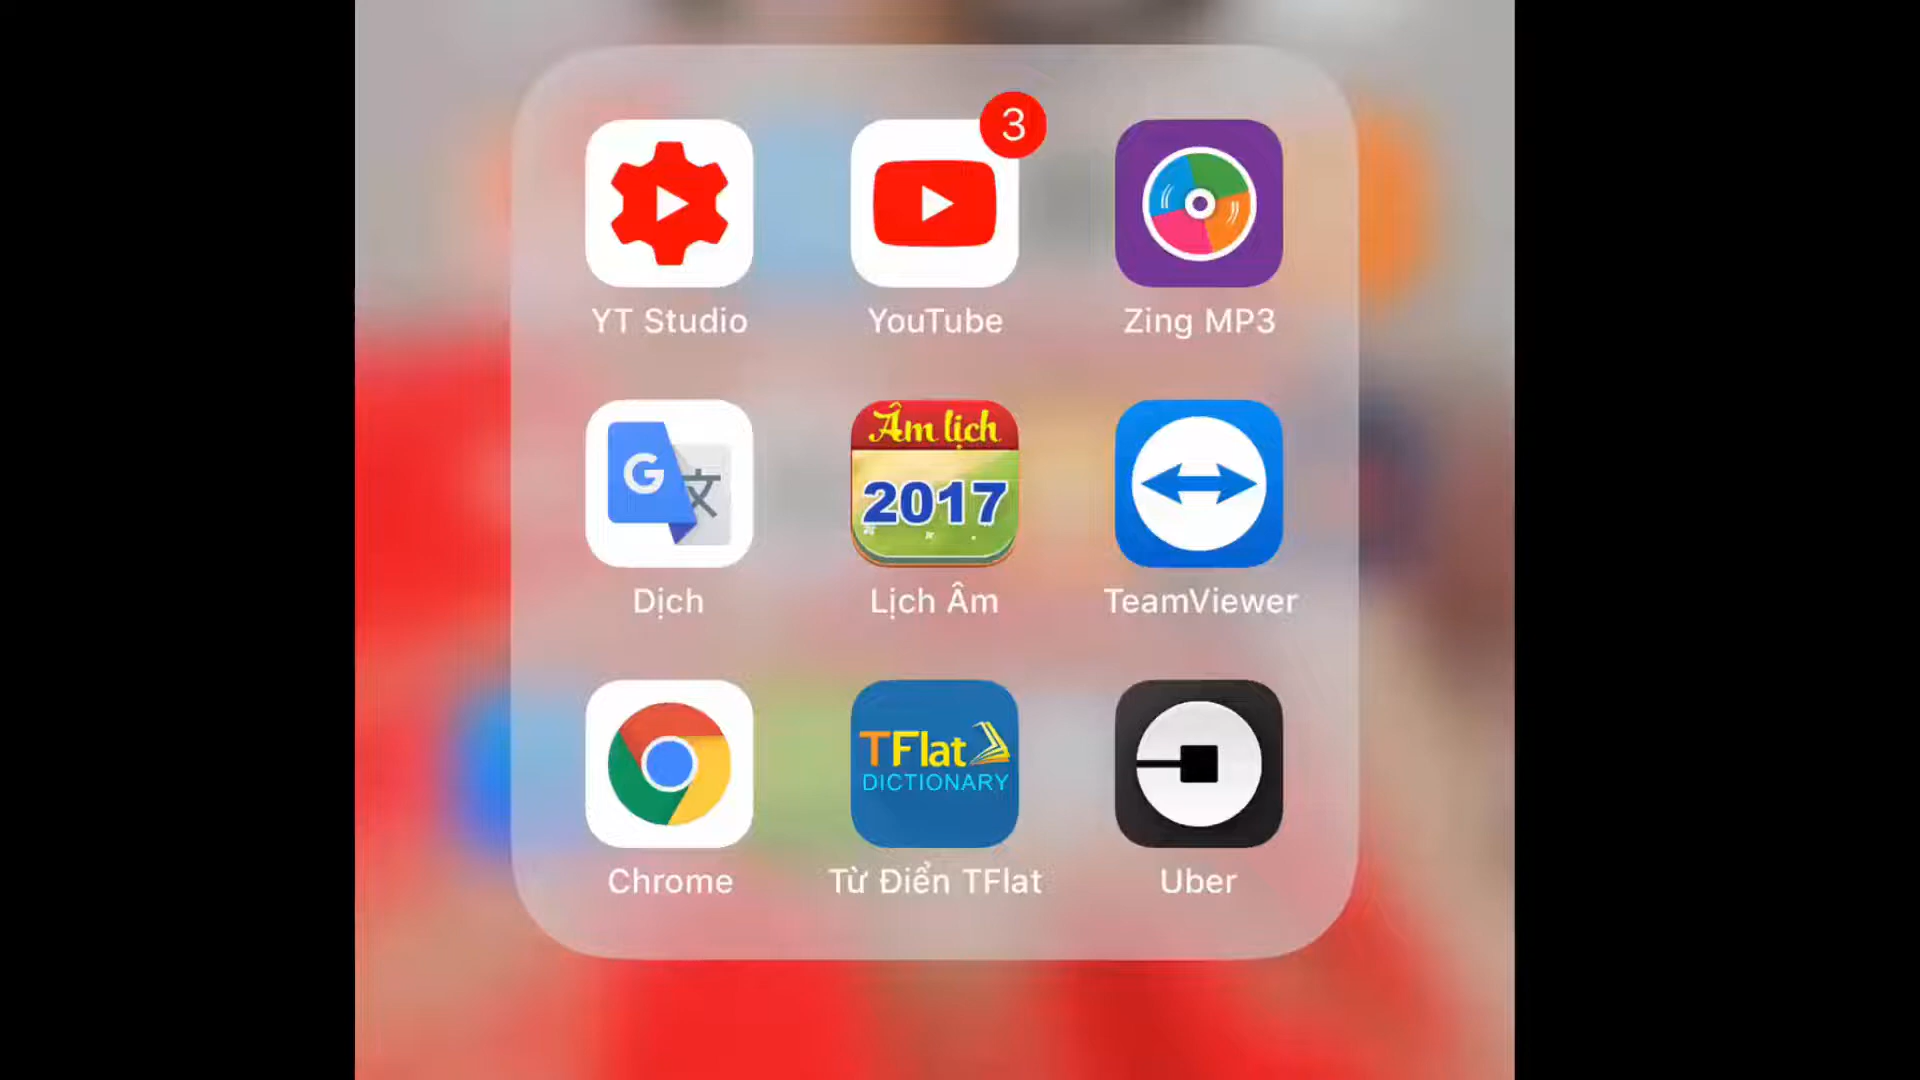 3
YT Studio
YouTube
Zing MP3
G 文
Âm lịch
2017
Dịch
Lịch Âm
TeamViewer
TFlat
DICTIONARY
Chrome
Từ Điển TFlat
Uber